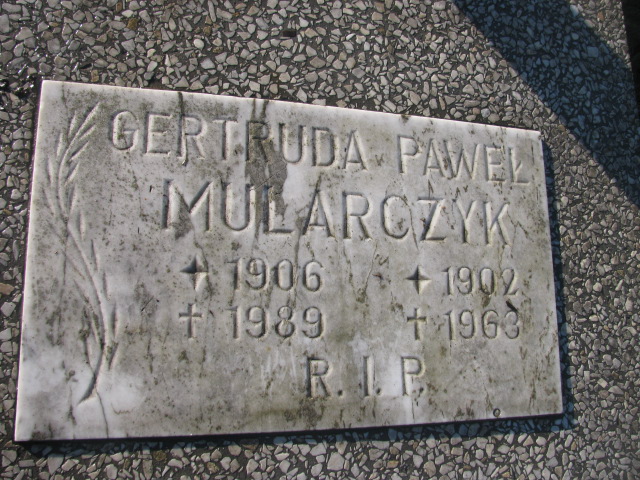 GERTRUDA PAWEŁ
MULARCZYK
1906 1902
† 1989 † 1963
R. I. P.